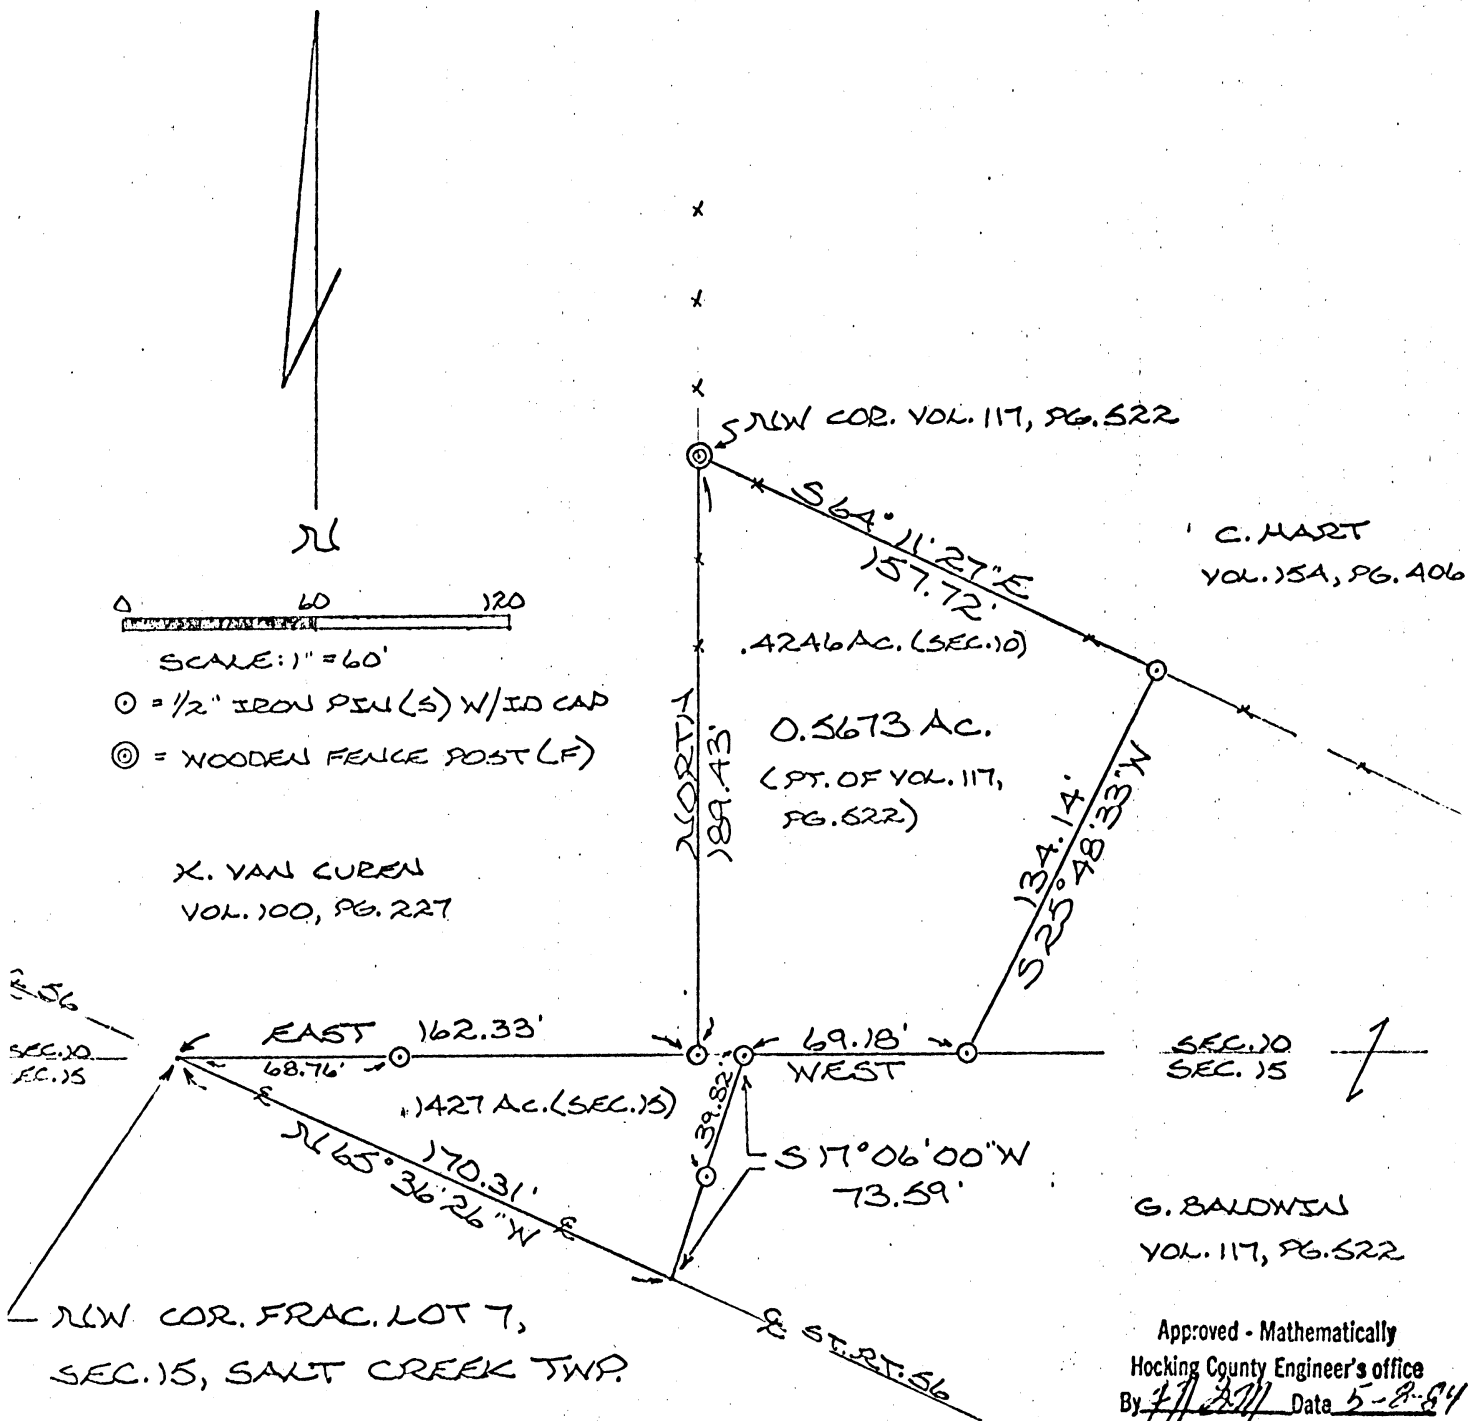 NW COR. VOL. 117, PG. 522
S 64° 11' 27" E
157.72'
C. HART
VOL. 154, PG. 406
N
0 60 120
SCALE: 1" = 60'
⊙ = 1/2" IRON PIN (S) W/ID CAP
◎ = WOODEN FENCE POST (F)
.4246 AC. (SEC. 10)
0.5673 AC.
(PT. OF VOL. 117,
PG. 522)
NORTH
189.43'
134.14'
S 25° 48' 33" W
K. VAN CUREN
VOL. 100, PG. 227
℄ 56
SEC. 10
SEC. 15
EAST 162.33'
68.76'
69.18'
WEST
SEC. 10
SEC. 15
.1427 AC. (SEC. 15)
39.82'
170.31'
N 65° 36' 26" W
℄
℄
S 17° 06' 00" W
73.59'
G. BALDWIN
VOL. 117, PG. 522
NW COR. FRAC. LOT 7,
SEC. 15, SALT CREEK TWP.
℄ ST. RT. 56
Approved - Mathematically
Hocking County Engineer's office
By Date 5-2-84